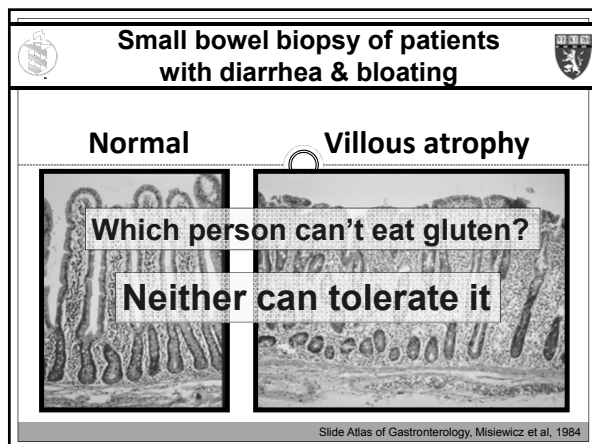 Small bowel biopsy of patients
with diarrhea & bloating
Normal
Villous atrophy
Which person can't eat gluten?
Neither can tolerate it
Slide Atlas of Gastronterology, Misiewicz et al, 1984